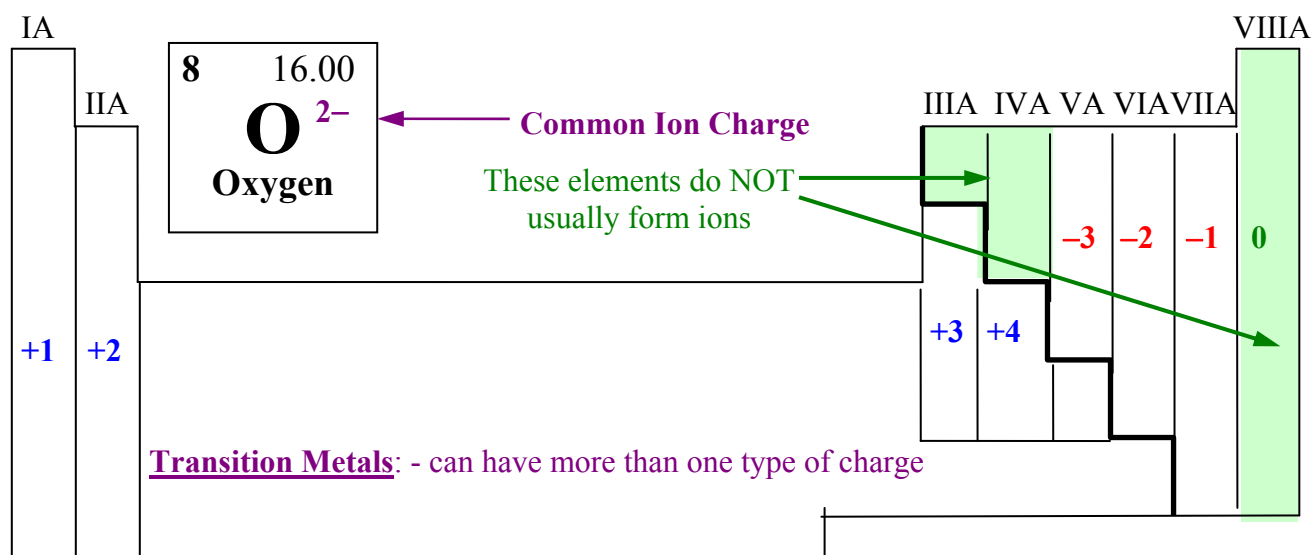 IA
VIIIA
8 16.00
O 2–
Oxygen
IIA
Common Ion Charge
IIIA IVA VA VIA VIIA
These elements do NOT
usually form ions
–3 –2 –1 0
+1 +2
+3 +4
Transition Metals: - can have more than one type of charge